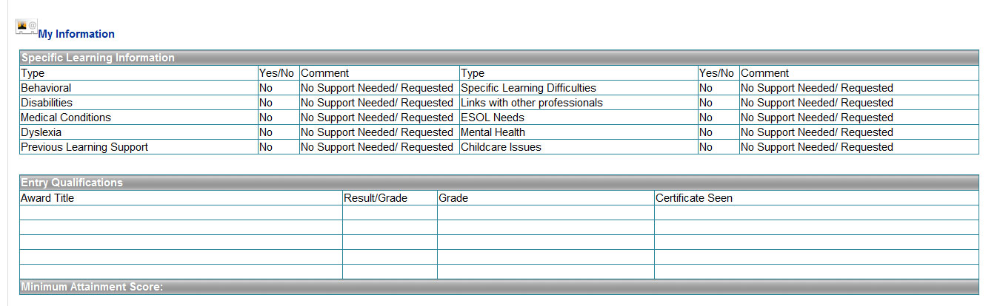 My Information
Specific Learning Information
Type Yes/No Comment Type Yes/No Comment
Behavioral No No Support Needed/ Requested Specific Learning Difficulties No No Support Needed/ Requested
Disabilities No No Support Needed/ Requested Links with other professionals No No Support Needed/ Requested
Medical Conditions No No Support Needed/ Requested ESOL Needs No No Support Needed/ Requested
Dyslexia No No Support Needed/ Requested Mental Health No No Support Needed/ Requested
Previous Learning Support No No Support Needed/ Requested Childcare Issues No No Support Needed/ Requested
Entry Qualifications
Award Title Result/Grade Grade Certificate Seen
Minimum Attainment Score: